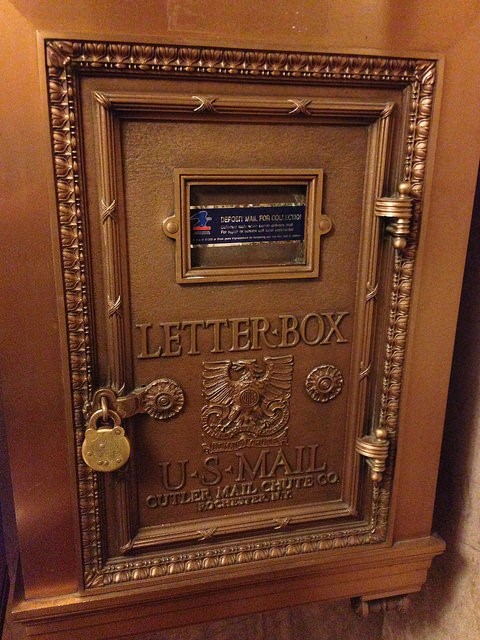 DEPOSIT MAIL FOR COLLECTION
LETTER·BOX
U·S·MAIL
CUTLER MAIL CHUTE CO.
ROCHESTER, N.Y.